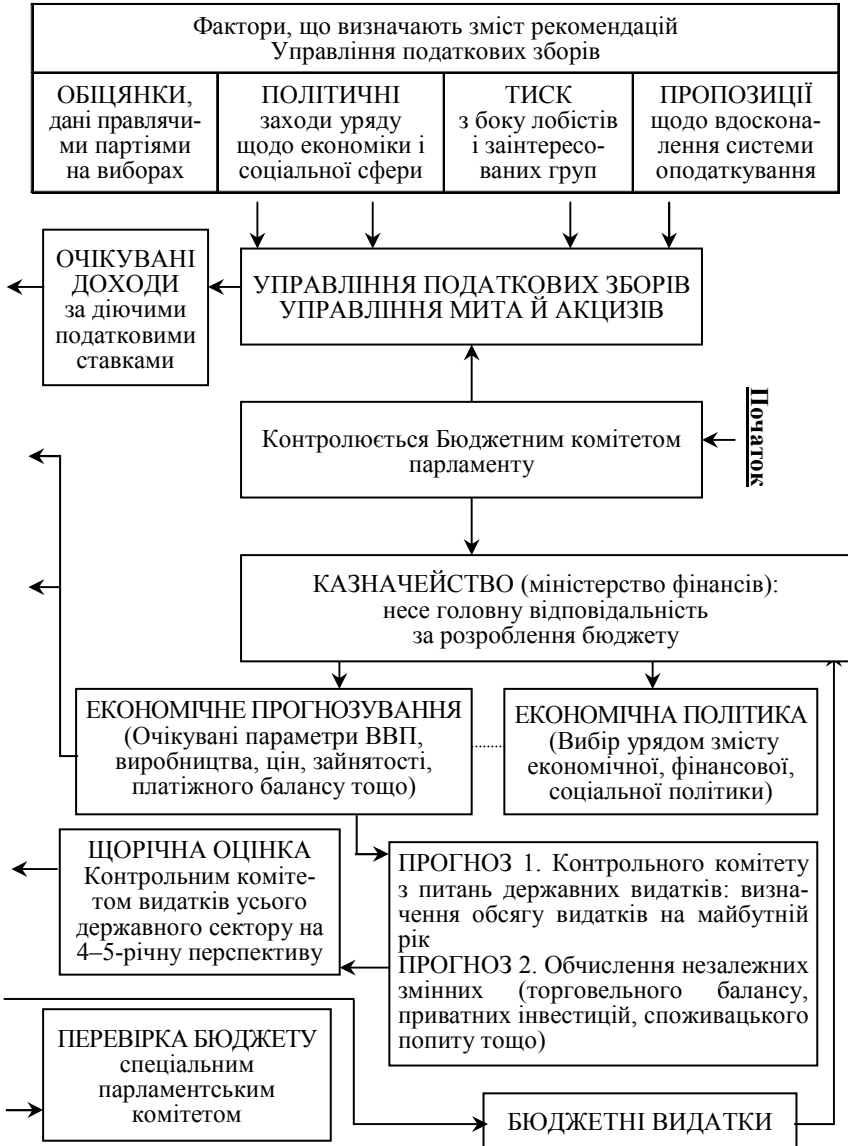 Фактори, що визначають зміст рекомендацій
Управління податкових зборів
ОБІЦЯНКИ,
дані правлячи-
ми партіями
на виборах
ПОЛІТИЧНІ
заходи уряду
щодо економіки і
соціальної сфери
ТИСК
з боку лобістів
і заінтересо-
ваних груп
ПРОПОЗИЦІЇ
щодо вдоскона-
лення системи
оподаткування
ОЧІКУВАНІ
ДОХОДИ
за діючими
податковими
ставками
УПРАВЛІННЯ ПОДАТКОВИХ ЗБОРІВ
УПРАВЛІННЯ МИТА Й АКЦИЗІВ
Контролюється Бюджетним комітетом
парламенту
Початок
КАЗНАЧЕЙСТВО (міністерство фінансів):
несе головну відповідальність
за розроблення бюджету
ЕКОНОМІЧНЕ ПРОГНОЗУВАННЯ
(Очікувані параметри ВВП,
виробництва, цін, зайнятості,
платіжного балансу тощо)
ЕКОНОМІЧНА ПОЛІТИКА
(Вибір урядом змісту
економічної, фінансової,
соціальної політики)
ЩОРІЧНА ОЦІНКА
Контрольним коміте-
том видатків усього
державного сектору на
4–5-річну перспективу
ПРОГНОЗ 1. Контрольного комітету
з питань державних видатків: визна-
чення обсягу видатків на майбутній
рік
ПРОГНОЗ 2. Обчислення незалежних
змінних (торговельного балансу,
приватних інвестицій, споживацького
попиту тощо)
ПЕРЕВІРКА БЮДЖЕТУ
спеціальним
парламентським
комітетом
БЮДЖЕТНІ ВИДАТКИ